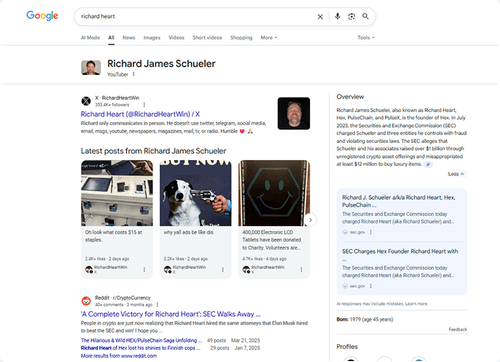 Google
richard heart
AI Mode
All
News
Images
Videos
Short videos
Shopping
More
Tools
Richard James Schueler
YouTuber
X · RichardHeartWin
333.4K+ followers
Richard Heart (@RichardHeartWin) / X
Richard only communicates in person. He doesn't use twitter, telegram, social media,
email, msgs, youtube, newspapers, magazines, mail, tv, or radio. Humble
Latest posts from Richard James Schueler
BUY NOW
Oh look what costs $15 at
staples.
2.4K+ likes · 2 days ago
RichardHeartWin
why yall ads be like dis
2.2K+ likes · 2 days ago
RichardHeartWin
400,000 Electronic LCD
Tablets have been donated
to Charity. Volunteers are...
4.7K+ likes · 4 days ago
RichardHeartWin
Reddit · r/CryptoCurrency
40+ comments · 3 months ago
'A Complete Victory for Richard Heart': SEC Walks Away ...
People in crypto are just now realizing that Richard Heart hired the same attorneys that Elon Musk hired
to beat the SEC and win! I hope you ...
The Hilarious & Wild HEX/PulseChain Saga Unfolding ...
49 posts
Mar 21, 2025
Richard Heart of Hex lost his shines to Finnish cops ...
29 posts
Jan 7, 2025
More results from www.reddit.com
Overview
Richard James Schueler, also known as Richard Heart,
Hex, PulseChain, and PulseX, is the founder of Hex. In July
2023, the Securities and Exchange Commission (SEC)
charged Schueler and three entities he controls with fraud
and violating securities laws. The SEC alleges that
Schueler and his associates raised over $1 billion through
unregistered crypto asset offerings and misappropriated
at least $12 million to buy luxury items.
Less
Richard J. Schueler a/k/a Richard Heart, Hex,
PulseChain ...
The Securities and Exchange Commission today
charged Richard Heart (aka Richard Schueler) and...
sec.gov
SEC Charges Hex Founder Richard Heart with
...
The Securities and Exchange Commission today
charged Richard Heart (aka Richard Schueler) and...
sec.gov
AI responses may include mistakes. Learn more
Born: 1979 (age 45 years)
Feedback
Profiles